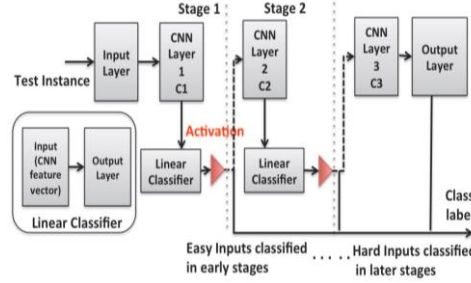 Stage 1
Stage 2
Test Instance
Input
Layer
CNN
Layer
1
C1
CNN
Layer
2
C2
CNN
Layer
3
C3
Output
Layer
Activation
Input
(CNN
feature
vector)
Output
Layer
Linear Classifier
Linear
Classifier
Linear
Classifier
Class
label
Easy Inputs classified
in early stages
. . . . .
Hard Inputs classified
in later stages